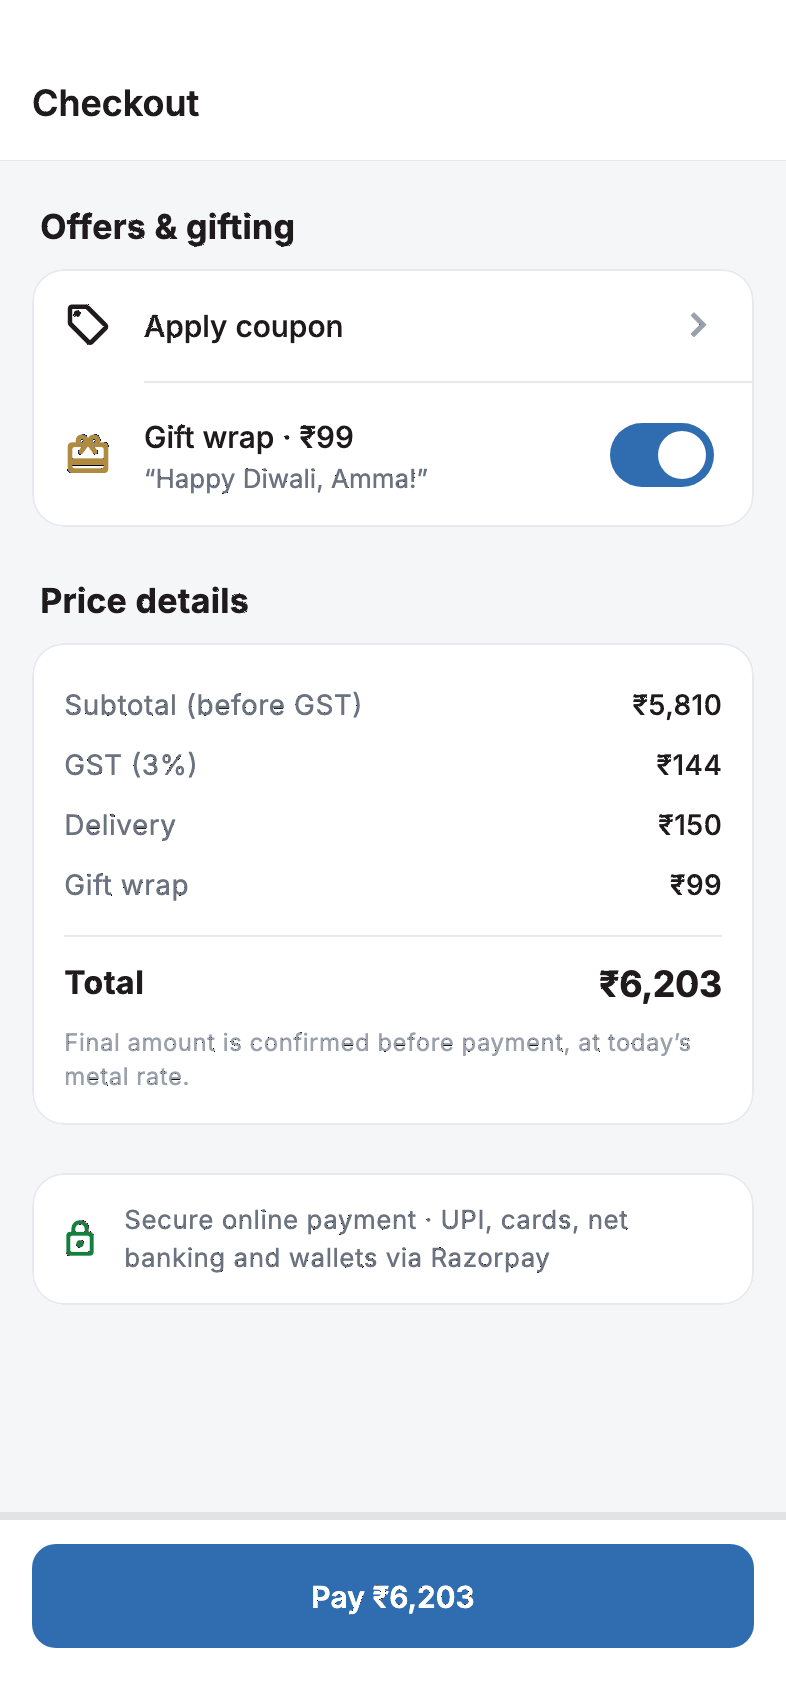 Checkout
Offers & gifting
Apply coupon
Gift wrap · ₹99
“Happy Diwali, Amma!”
Price details
Subtotal (before GST) ₹5,810
GST (3%) ₹144
Delivery ₹150
Gift wrap ₹99
Total ₹6,203
Final amount is confirmed before payment, at today’s
metal rate.
Secure online payment · UPI, cards, net
banking and wallets via Razorpay
Pay ₹6,203